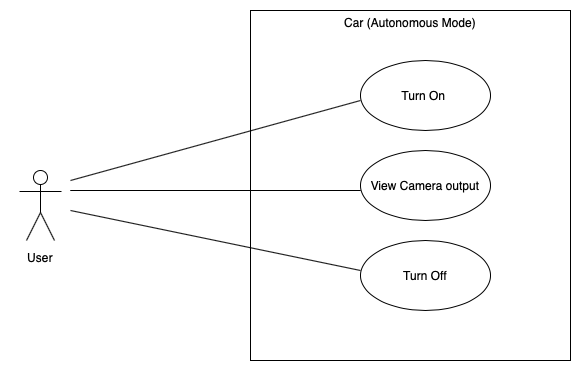 Car (Autonomous Mode)
Turn On
View Camera output
Turn Off
User